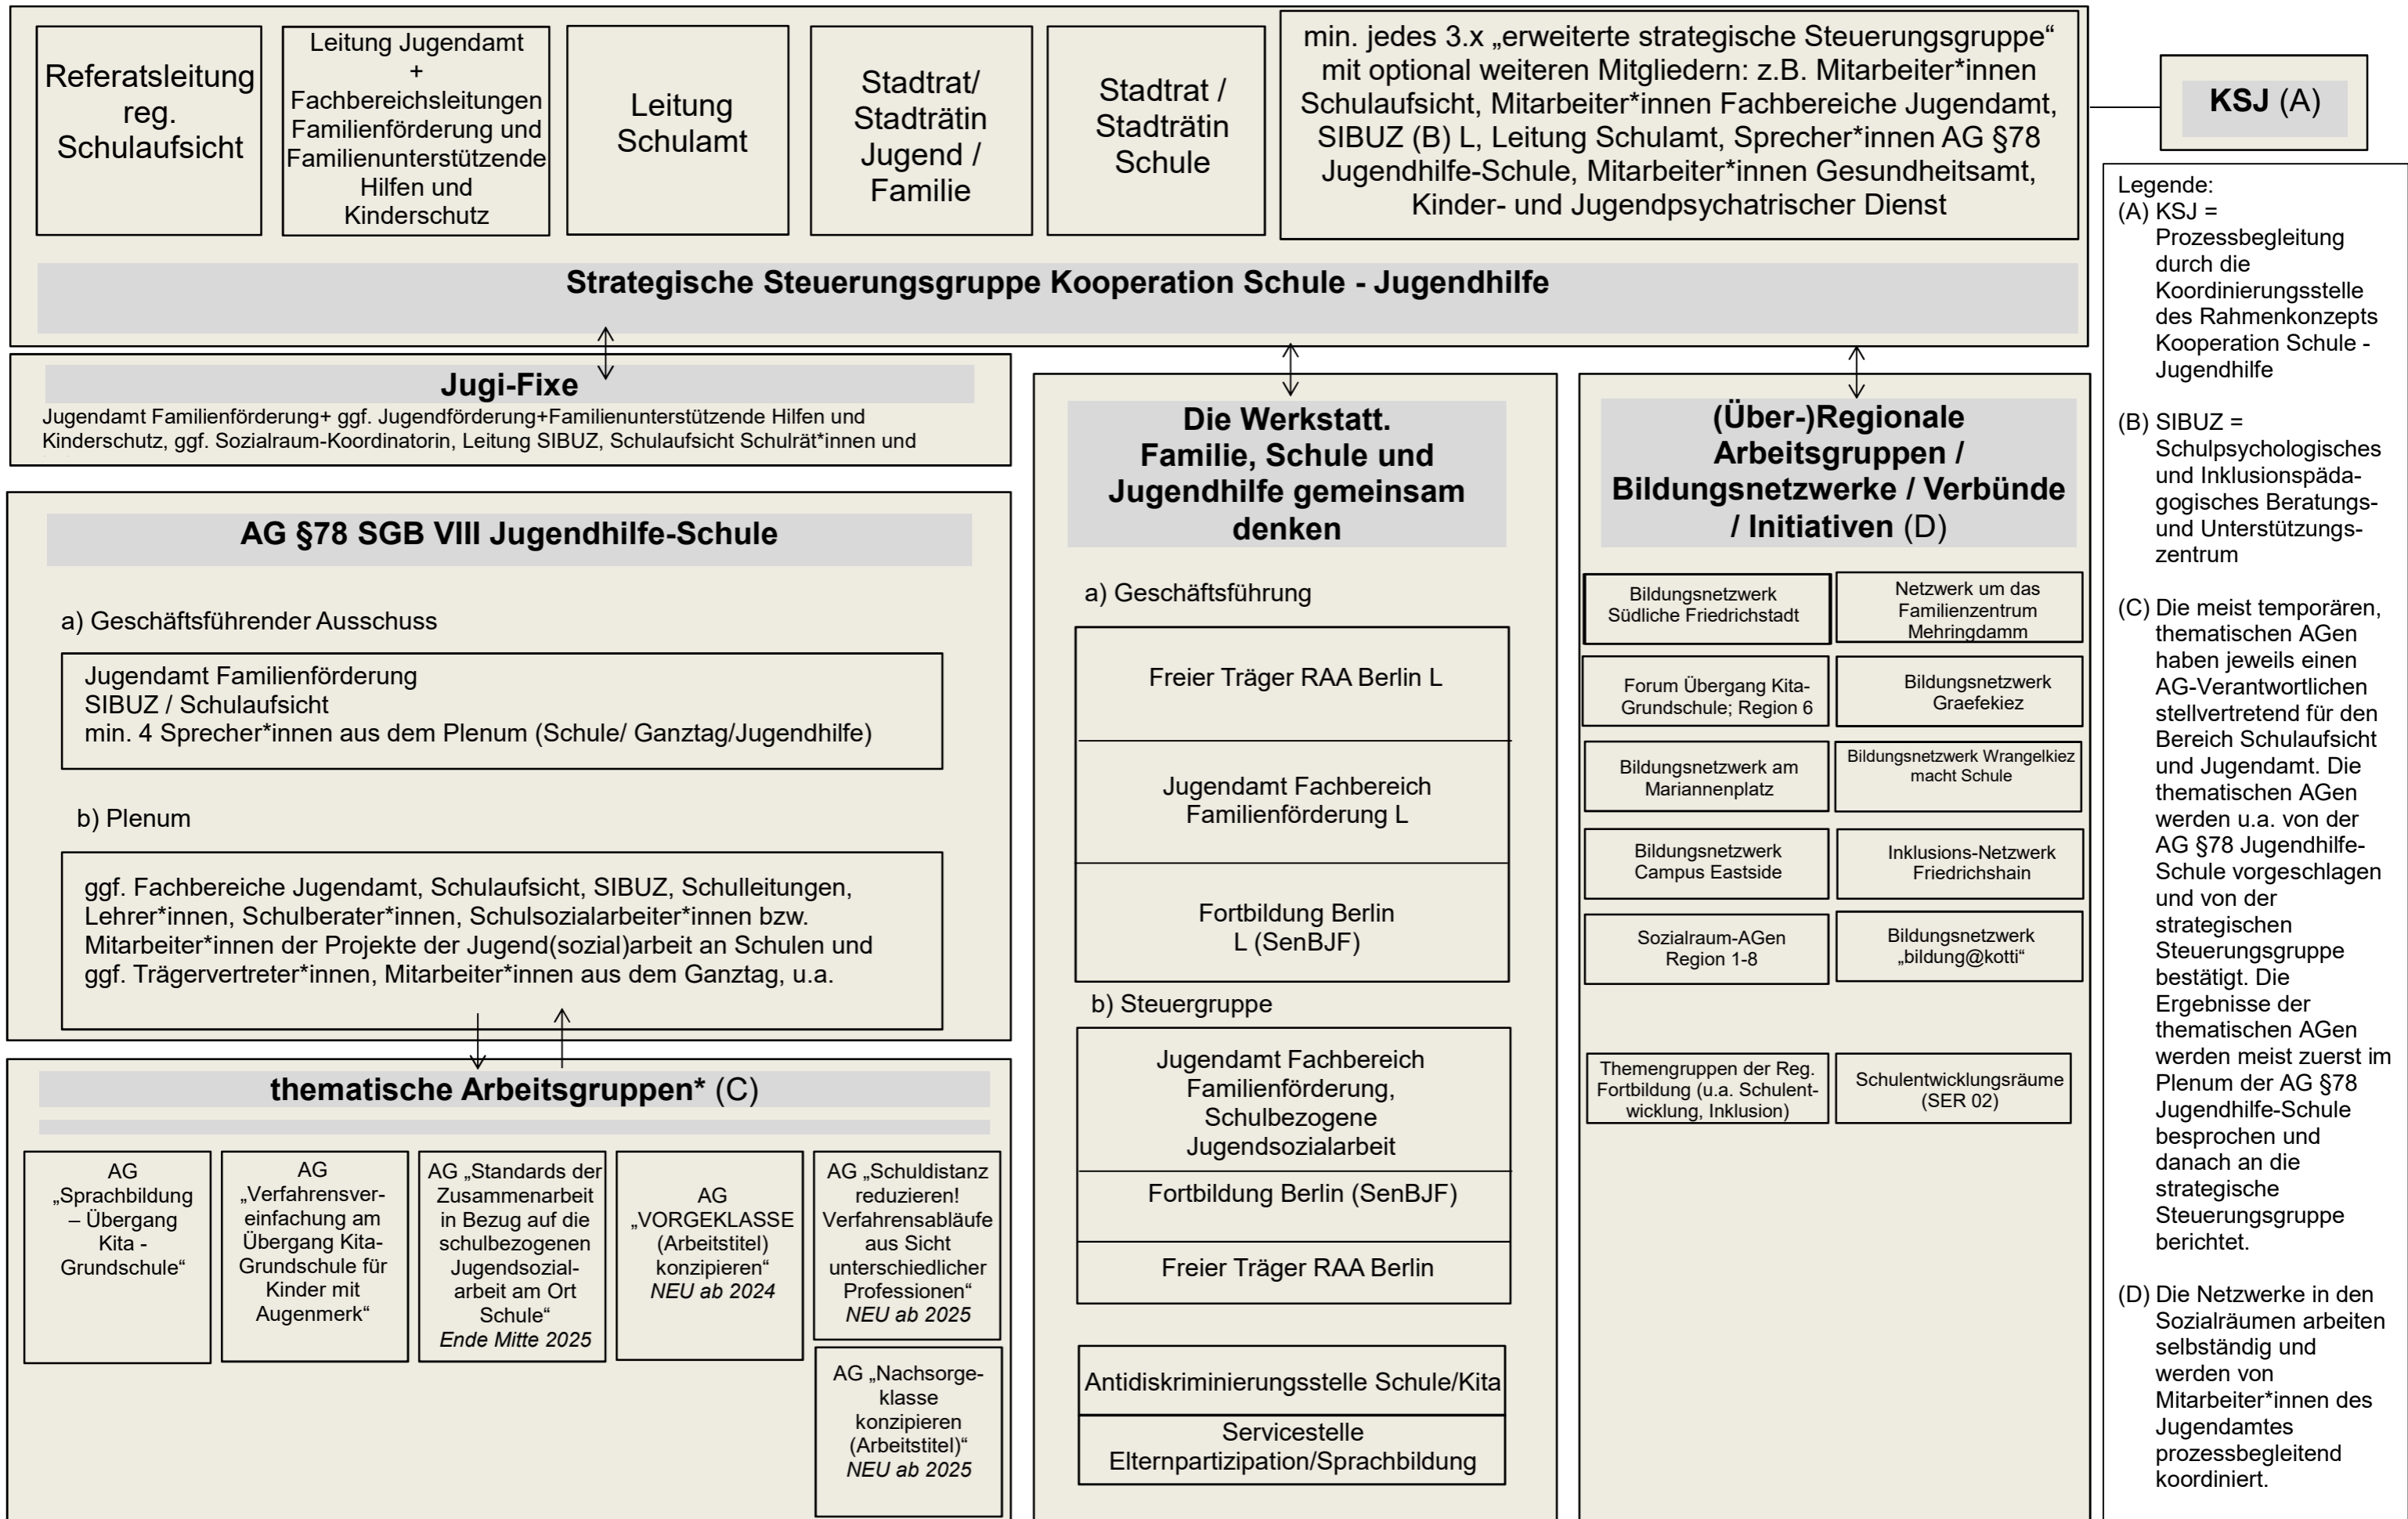 Referatsleitung
reg.
Schulaufsicht
Leitung Jugendamt
+
Fachbereichsleitungen
Familienförderung und
Familienunterstützende
Hilfen und
Kinderschutz
Leitung
Schulamt
Stadtrat/
Stadträtin
Jugend /
Familie
Stadtrat /
Stadträtin
Schule
min. jedes 3.x „erweiterte strategische Steuerungsgruppe“
mit optional weiteren Mitgliedern: z.B. Mitarbeiter*innen
Schulaufsicht, Mitarbeiter*innen Fachbereiche Jugendamt,
SIBUZ (B) L, Leitung Schulamt, Sprecher*innen AG §78
Jugendhilfe-Schule, Mitarbeiter*innen Gesundheitsamt,
Kinder- und Jugendpsychatrischer Dienst
Strategische Steuerungsgruppe Kooperation Schule - Jugendhilfe
KSJ (A)
Jugi-Fixe
Jugendamt Familienförderung+ ggf. Jugendförderung+Familienunterstützende Hilfen und
Kinderschutz, ggf. Sozialraum-Koordinatorin, Leitung SIBUZ, Schulaufsicht Schulrät*innen und
AG §78 SGB VIII Jugendhilfe-Schule
a) Geschäftsführender Ausschuss
Jugendamt Familienförderung
SIBUZ / Schulaufsicht
min. 4 Sprecher*innen aus dem Plenum (Schule/ Ganztag/Jugendhilfe)
b) Plenum
ggf. Fachbereiche Jugendamt, Schulaufsicht, SIBUZ, Schulleitungen,
Lehrer*innen, Schulberater*innen, Schulsozialarbeiter*innen bzw.
Mitarbeiter*innen der Projekte der Jugend(sozial)arbeit an Schulen und
ggf. Trägervertreter*innen, Mitarbeiter*innen aus dem Ganztag, u.a.
thematische Arbeitsgruppen* (C)
AG
„Sprachbildung
– Übergang
Kita -
Grundschule“
AG
„Verfahrensver-
einfachung am
Übergang Kita-
Grundschule für
Kinder mit
Augenmerk“
AG „Standards der
Zusammenarbeit
in Bezug auf die
schulbezogenen
Jugendsozial-
arbeit am Ort
Schule“
Ende Mitte 2025
AG
„VORGEKLASSE
(Arbeitstitel)
konzipieren“
NEU ab 2024
AG „Schuldistanz
reduzieren!
Verfahrensabläufe
aus Sicht
unterschiedlicher
Professionen“
NEU ab 2025
AG „Nachsorge-
klasse
konzipieren
(Arbeitstitel)“
NEU ab 2025
Die Werkstatt.
Familie, Schule und
Jugendhilfe gemeinsam
denken
a) Geschäftsführung
Freier Träger RAA Berlin L
Jugendamt Fachbereich
Familienförderung L
Fortbildung Berlin
L (SenBJF)
b) Steuergruppe
Jugendamt Fachbereich
Familienförderung,
Schulbezogene
Jugendsozialarbeit
Fortbildung Berlin (SenBJF)
Freier Träger RAA Berlin
Antidiskriminierungsstelle Schule/Kita
Servicestelle
Elternpartizipation/Sprachbildung
(Über-)Regionale
Arbeitsgruppen /
Bildungsnetzwerke / Verbünde
/ Initiativen (D)
Bildungsnetzwerk
Südliche Friedrichstadt
Netzwerk um das
Familienzentrum
Mehringdamm
Forum Übergang Kita-
Grundschule; Region 6
Bildungsnetzwerk
Graefekiez
Bildungsnetzwerk am
Mariannenplatz
Bildungsnetzwerk Wrangelkiez
macht Schule
Bildungsnetzwerk
Campus Eastside
Inklusions-Netzwerk
Friedrichshain
Sozialraum-AGen
Region 1-8
Bildungsnetzwerk
„bildung@kotti“
Themengruppen der Reg.
Fortbildung (u.a. Schulent-
wicklung, Inklusion)
Schulentwicklungsräume
(SER 02)
Legende:
(A) KSJ =
Prozessbegleitung
durch die
Koordinierungsstelle
des Rahmenkonzepts
Kooperation Schule -
Jugendhilfe
(B) SIBUZ =
Schulpsychologisches
und Inklusionspäda-
gogisches Beratungs-
und Unterstützungs-
zentrum
(C) Die meist temporären,
thematischen AGen
haben jeweils einen
AG-Verantwortlichen
stellvertretend für den
Bereich Schulaufsicht
und Jugendamt. Die
thematischen AGen
werden u.a. von der
AG §78 Jugendhilfe-
Schule vorgeschlagen
und von der
strategischen
Steuerungsgruppe
bestätigt. Die
Ergebnisse der
thematischen AGen
werden meist zuerst im
Plenum der AG §78
Jugendhilfe-Schule
besprochen und
danach an die
strategische
Steuerungsgruppe
berichtet.
(D) Die Netzwerke in den
Sozialräumen arbeiten
selbständig und
werden von
Mitarbeiter*innen des
Jugendamtes
prozessbegleitend
koordiniert.